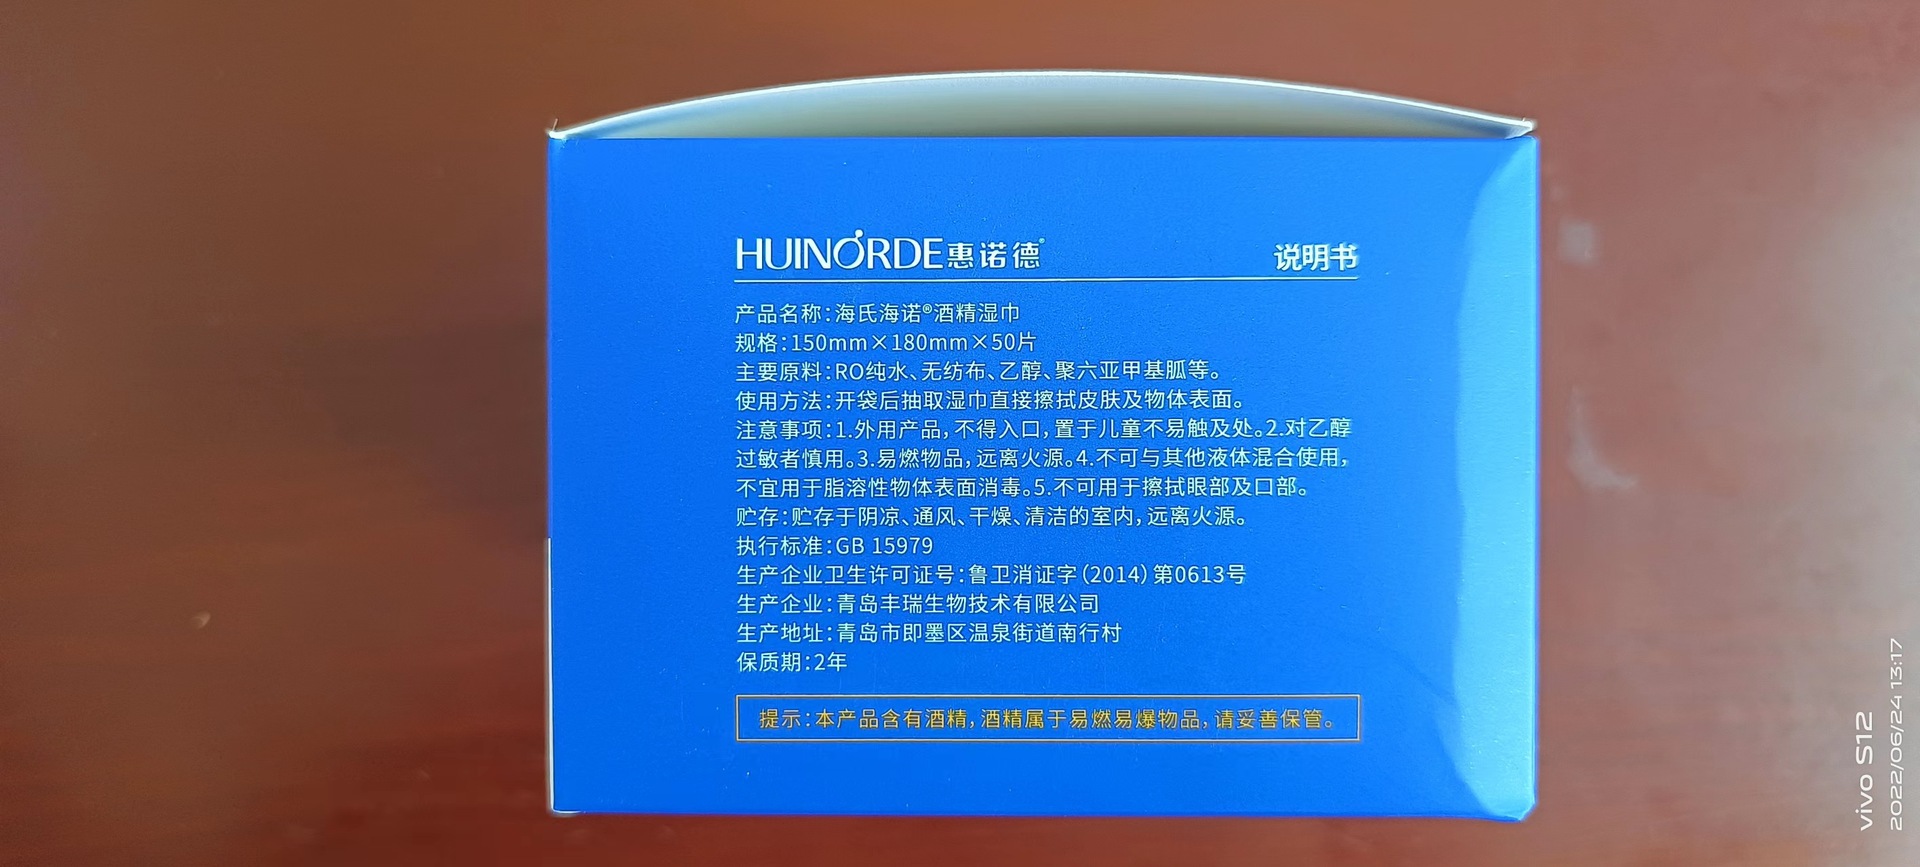 HUINORDE惠诺德® 说明书
产品名称:海氏海诺®酒精湿巾
规格:150mm×180mm×50片
主要原料:RO纯水、无纺布、乙醇、聚六亚甲基胍等。
使用方法:开袋后抽取湿巾直接擦拭皮肤及物体表面。
注意事项:1.外用产品,不得入口,置于儿童不易触及处。2.对乙醇
过敏者慎用。3.易燃物品,远离火源。4.不可与其他液体混合使用,
不宜用于脂溶性物体表面消毒。5.不可用于擦拭眼部及口部。
贮存:贮存于阴凉、通风、干燥、清洁的室内,远离火源。
执行标准:GB 15979
生产企业卫生许可证号:鲁卫消证字(2014)第0613号
生产企业:青岛丰瑞生物技术有限公司
生产地址:青岛市即墨区温泉街道南行村
保质期:2年
提示:本产品含有酒精,酒精属于易燃易爆物品,请妥善保管。
vivo S12
2022/06/24 13:17